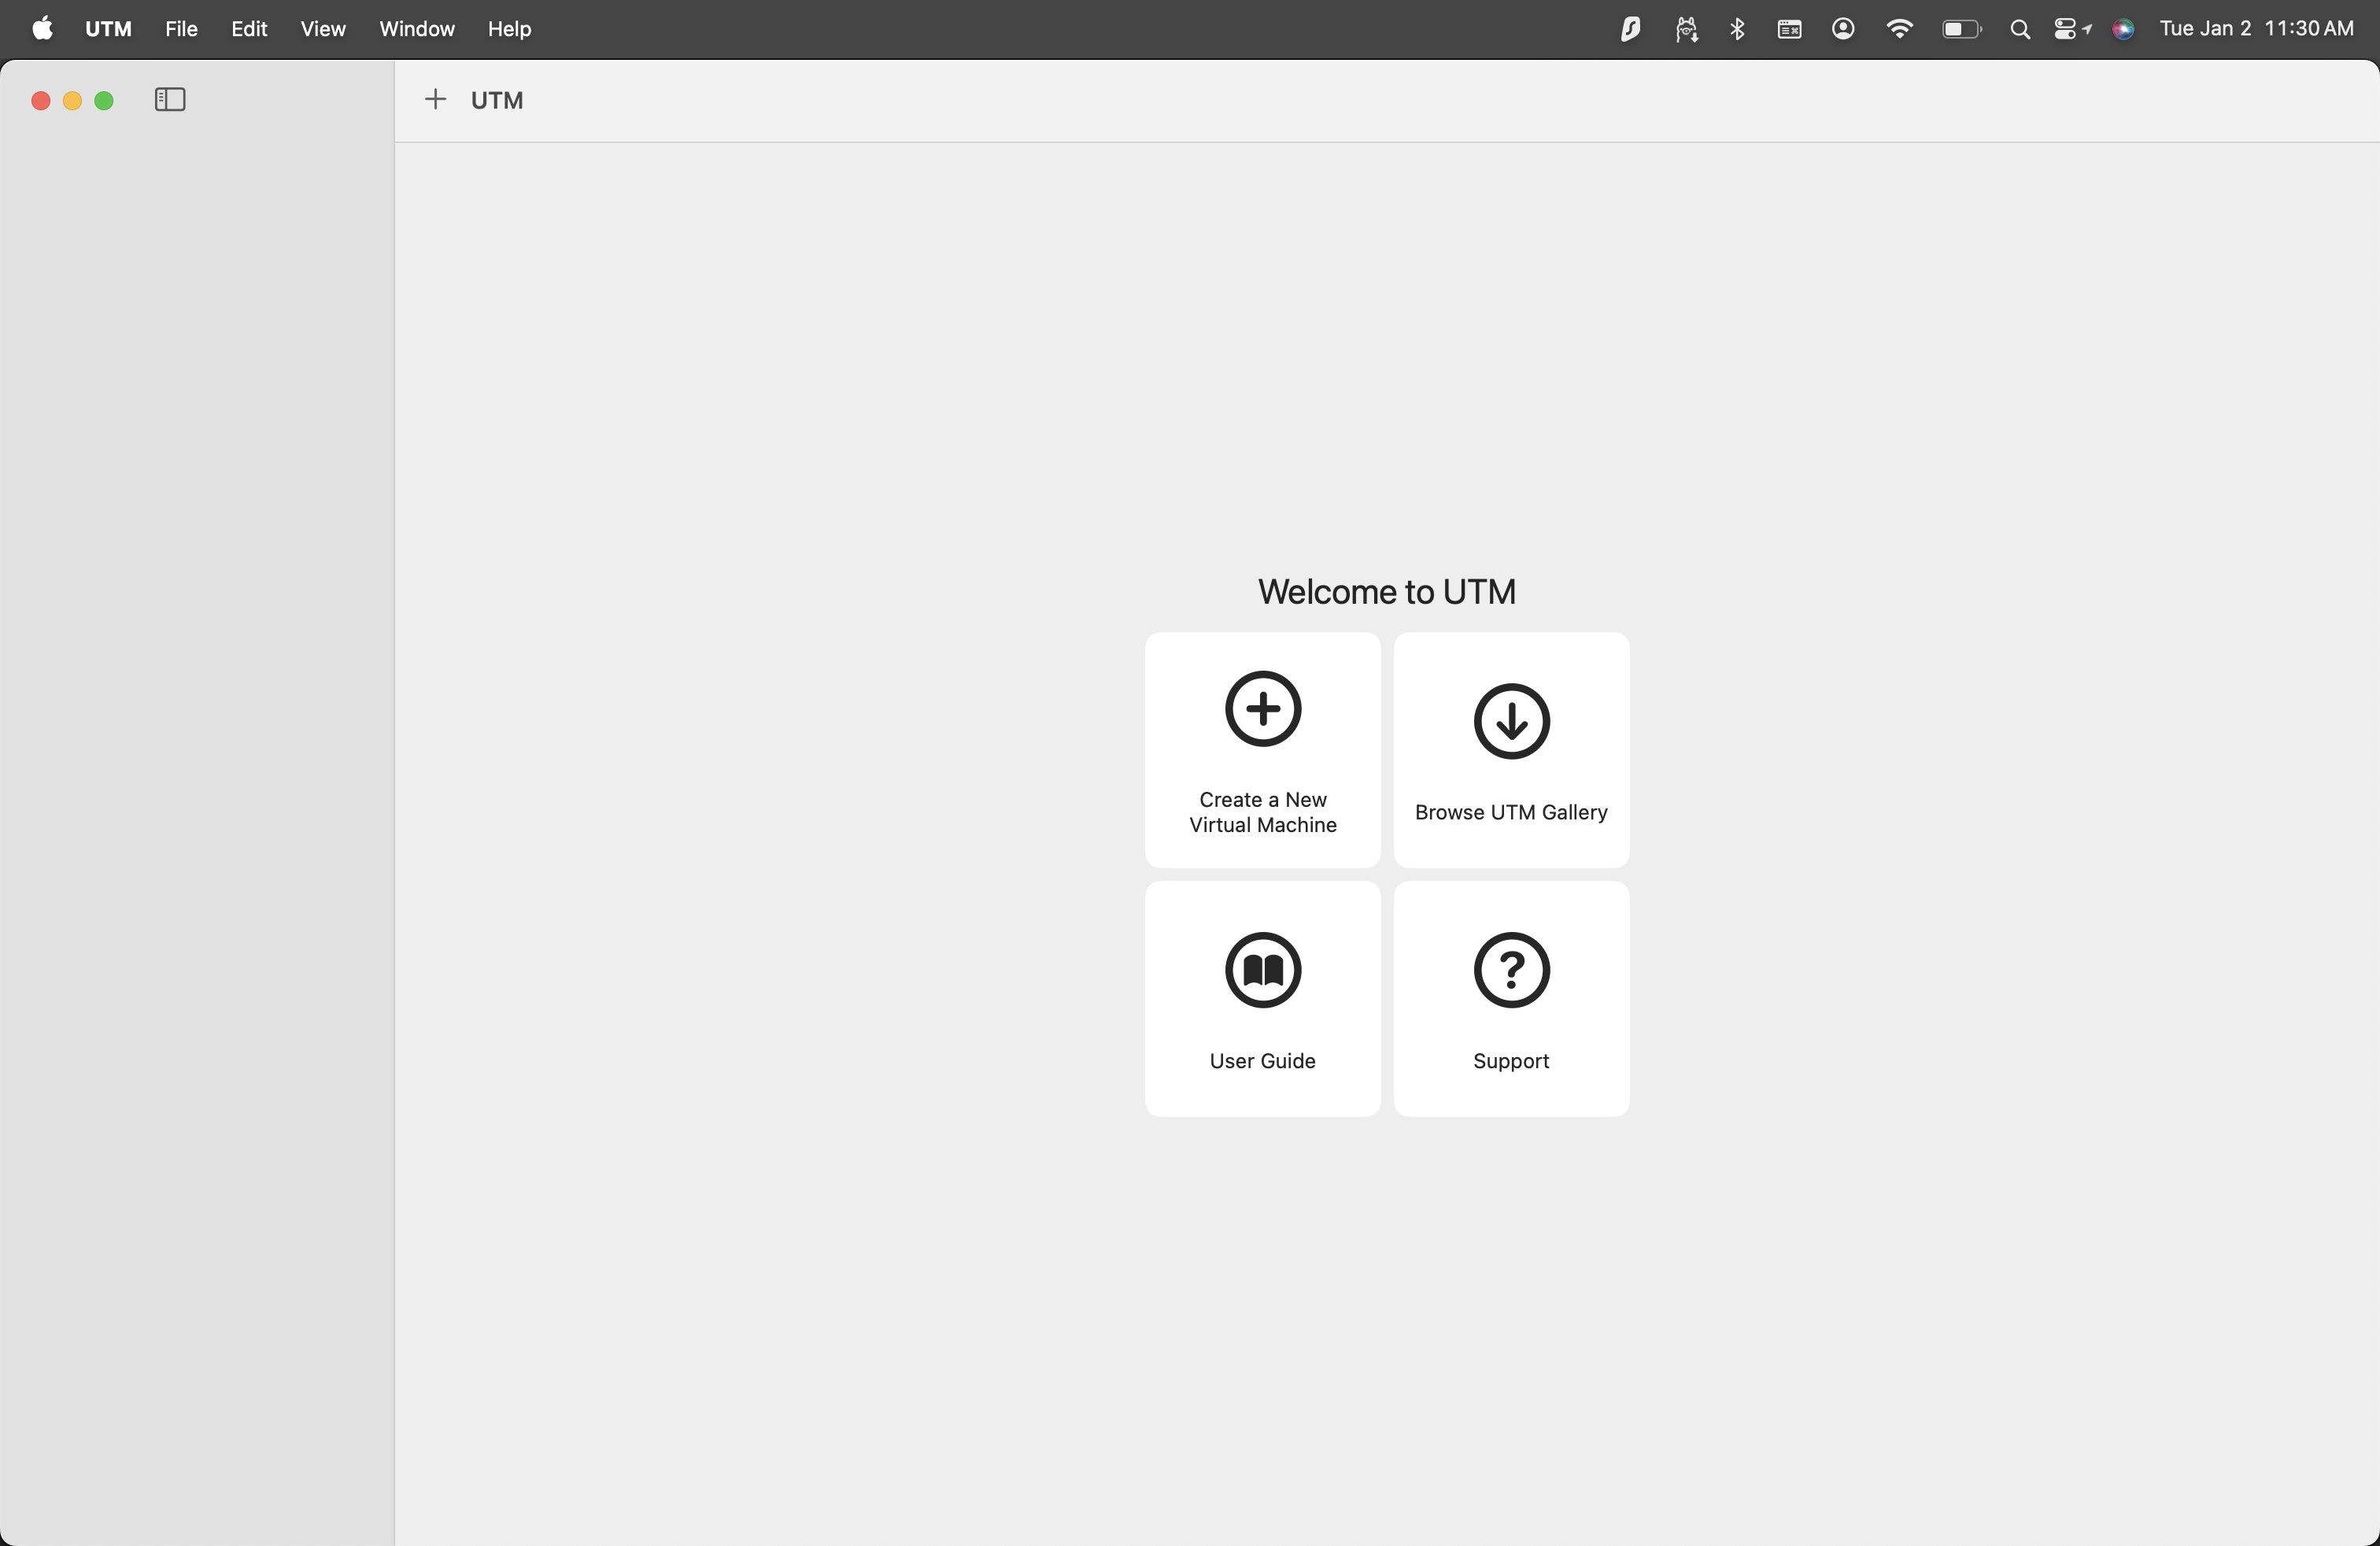 UTM File Edit View Window Help Tue Jan 2 11:30 AM
UTM
Welcome to UTM
Create a New
Virtual Machine
Browse UTM Gallery
User Guide
Support